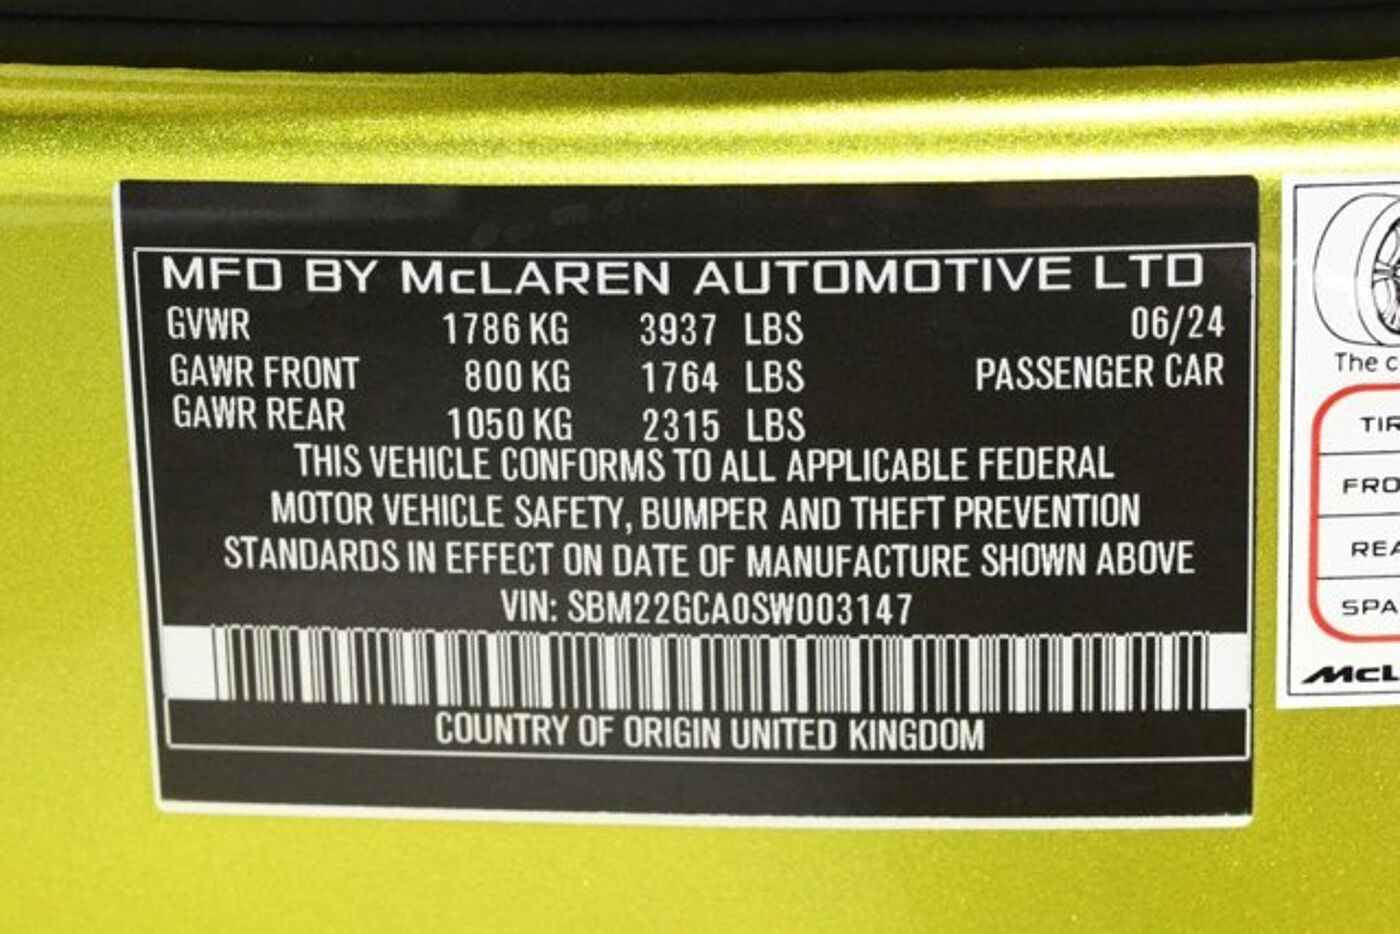 MFD BY McLAREN AUTOMOTIVE LTD
GVWR 1786 KG 3937 LBS 06/24
GAWR FRONT 800 KG 1764 LBS PASSENGER CAR
GAWR REAR 1050 KG 2315 LBS
THIS VEHICLE CONFORMS TO ALL APPLICABLE FEDERAL
MOTOR VEHICLE SAFETY, BUMPER AND THEFT PREVENTION
STANDARDS IN EFFECT ON DATE OF MANUFACTURE SHOWN ABOVE
VIN: SBM22GCA0SW003147
COUNTRY OF ORIGIN UNITED KINGDOM
The